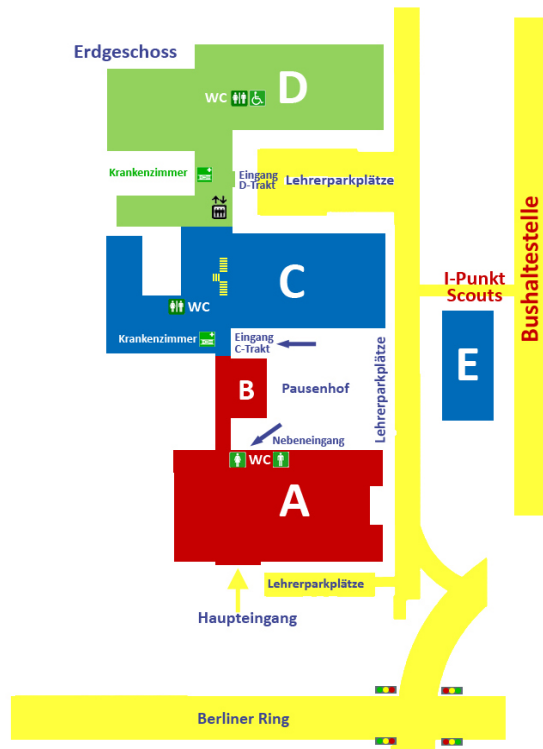 Erdgeschoss
D
WC
Krankenzimmer
Eingang
D-Trakt
Lehrerparkplätze
Bushaltestelle
I-Punkt
Scouts
C
WC
Krankenzimmer
Eingang
C-Trakt
E
B
Pausenhof
Lehrerparkplätze
Nebeneingang
WC
A
Lehrerparkplätze
Haupteingang
Berliner Ring